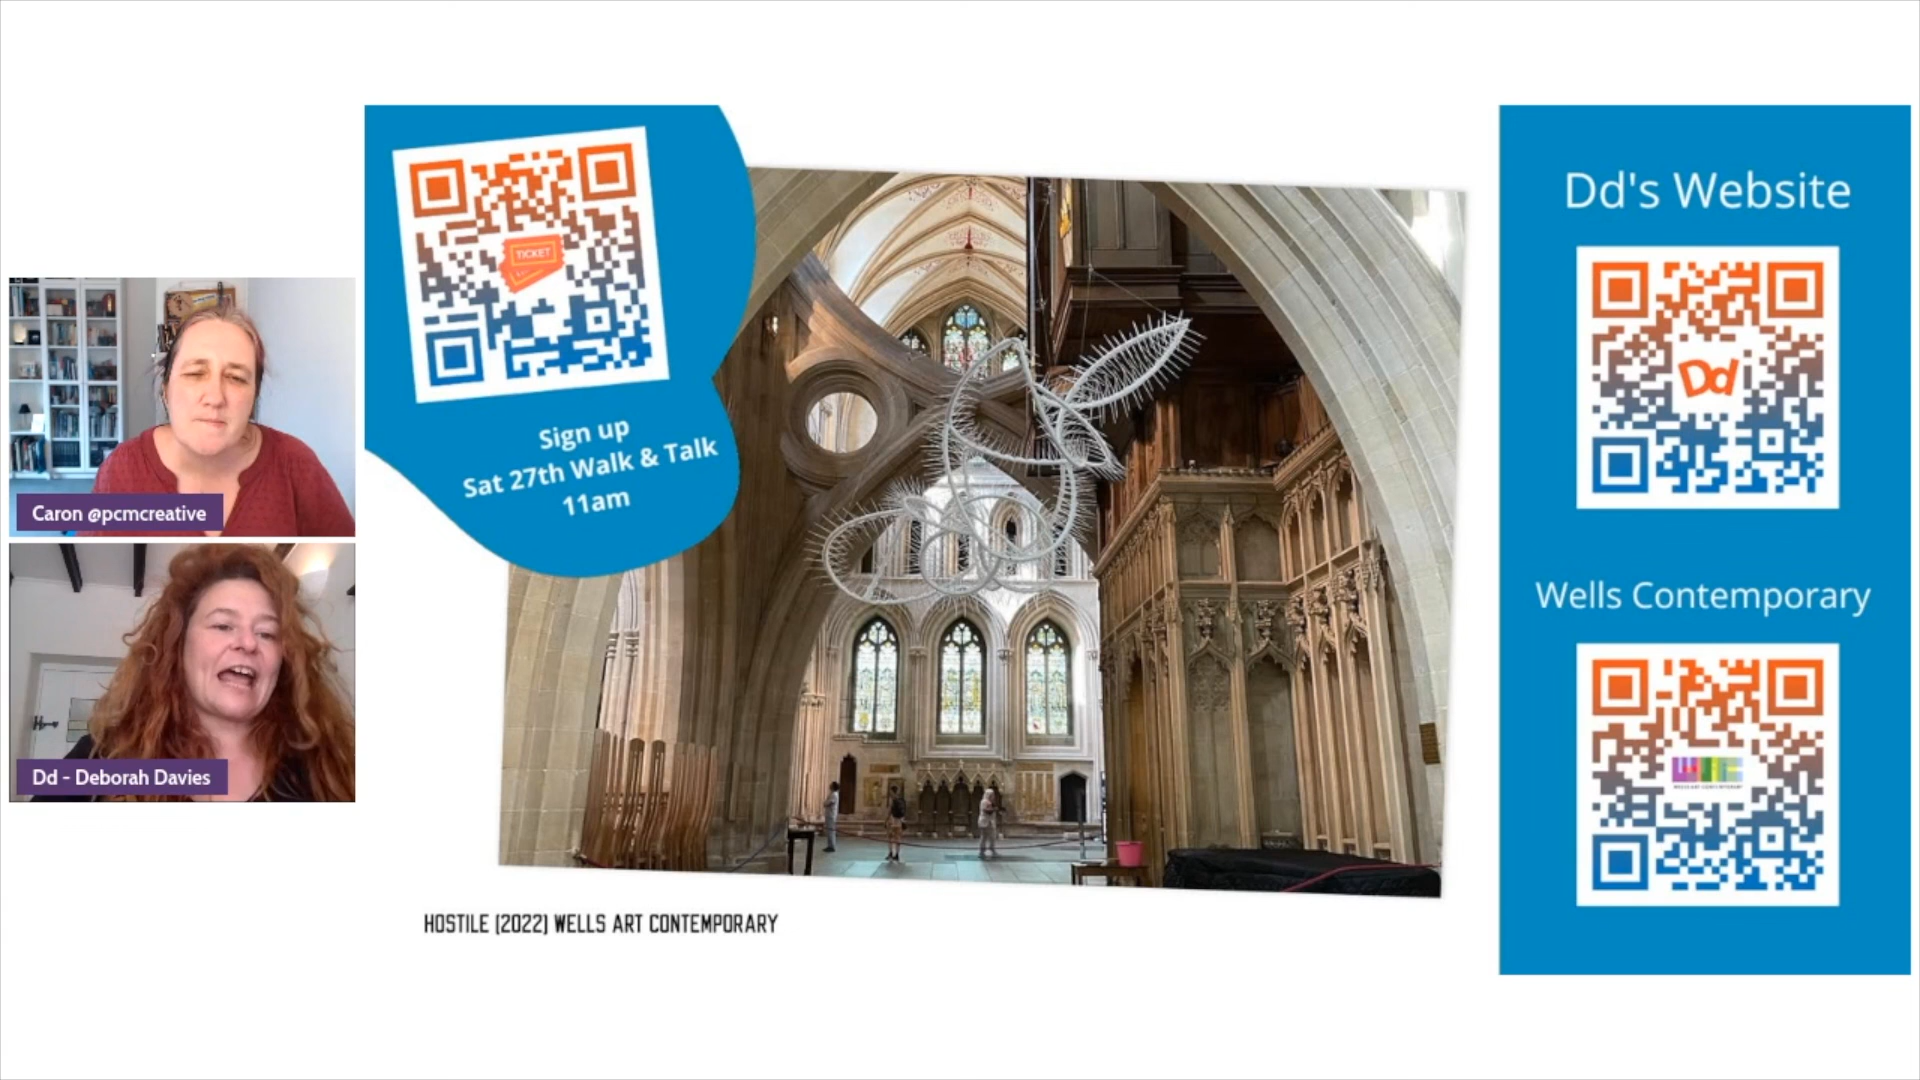 TICKET
Sign up
Sat 27th Walk & Talk
11am
Dd's Website
Dd
Wells Contemporary
Caron @pcmcreative
Dd - Deborah Davies
HOSTILE (2022) WELLS ART CONTEMPORARY